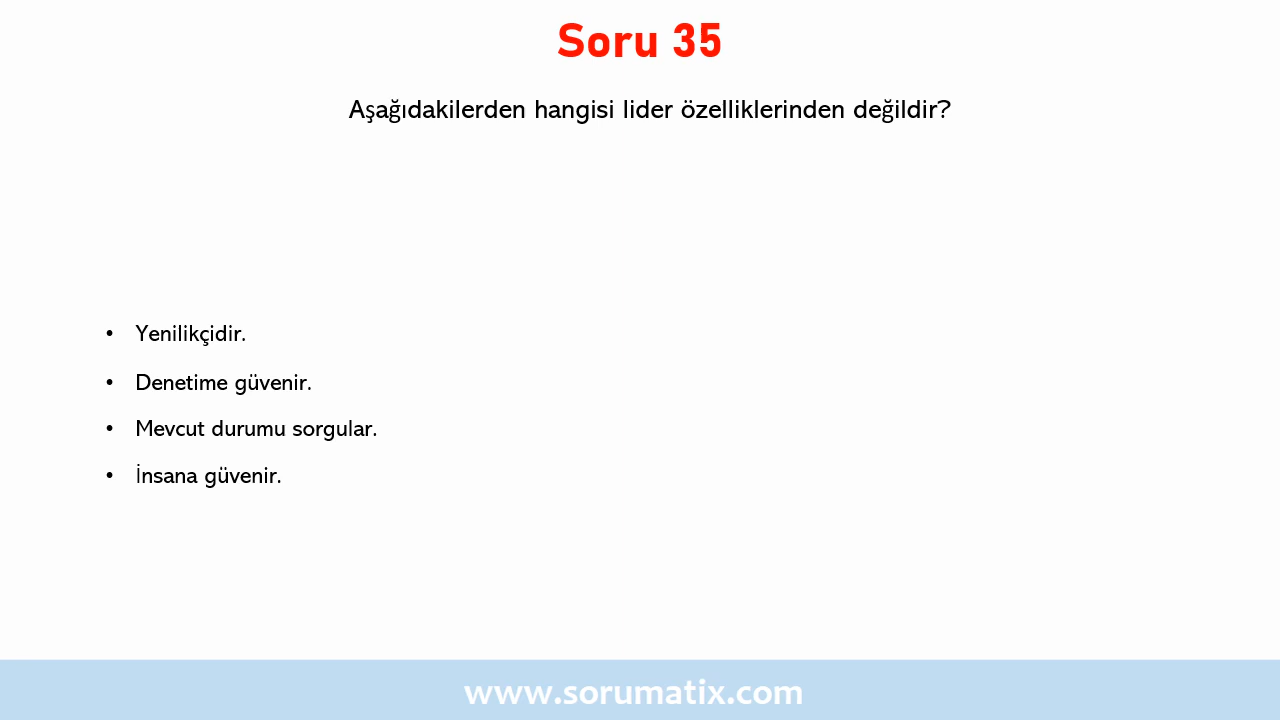 Soru 35
Aşağıdakilerden hangisi lider özelliklerinden değildir?
• Yenilikçidir.
• Denetime güvenir.
• Mevcut durumu sorgular.
• İnsana güvenir.
www.sorumatix.com